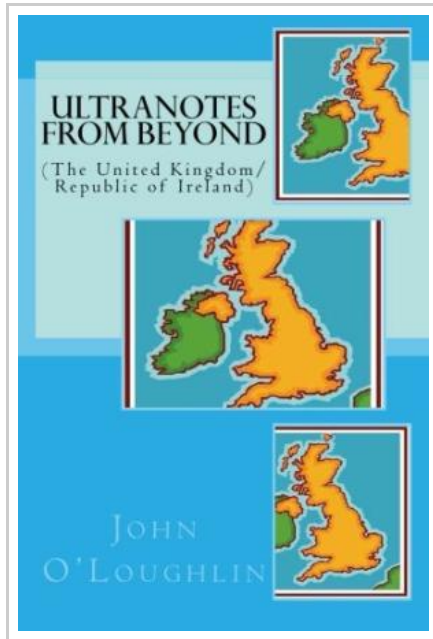 ULTRANOTES
FROM BEYOND
(The United Kingdom/
Republic of Ireland)
John
O'Loughlin